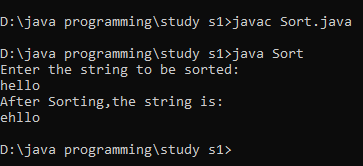 D:\java programming\study s1>javac Sort.java
D:\java programming\study s1>java Sort
Enter the string to be sorted:
hello
After Sorting,the string is:
ehllo
D:\java programming\study s1>